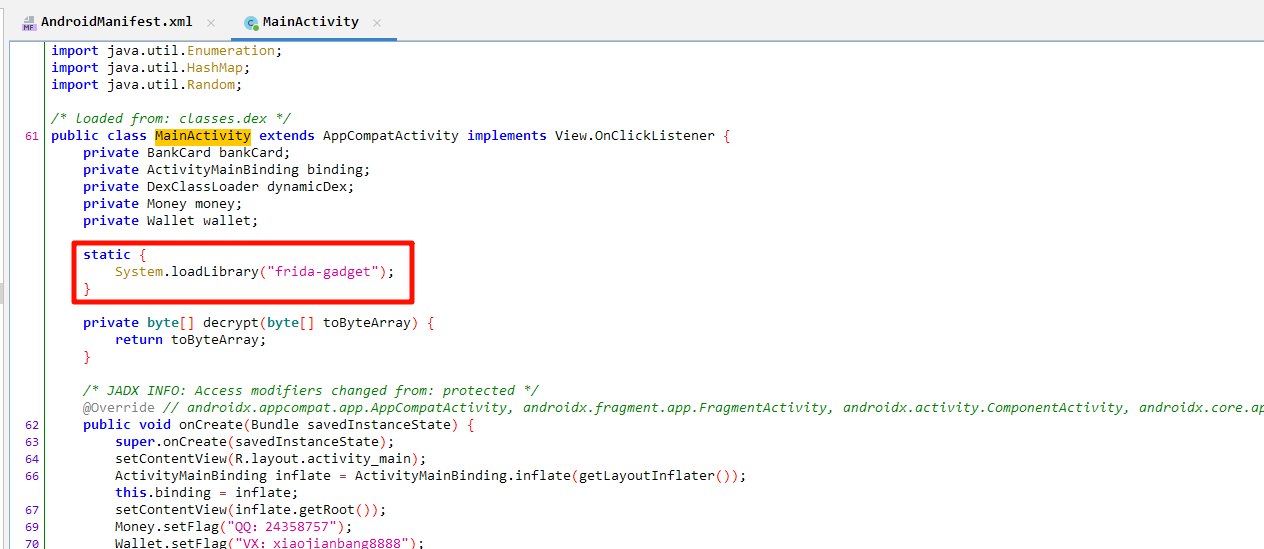 AndroidManifest.xml MainActivity
import java.util.Enumeration;
import java.util.HashMap;
import java.util.Random;
/* loaded from: classes.dex */
61 public class MainActivity extends AppCompatActivity implements View.OnClickListener {
private BankCard bankCard;
private ActivityMainBinding binding;
private DexClassLoader dynamicDex;
private Money money;
private Wallet wallet;
static {
System.loadLibrary("frida-gadget");
}
private byte[] decrypt(byte[] toByteArray) {
return toByteArray;
}
/* JADX INFO: Access modifiers changed from: protected */
@Override // androidx.appcompat.app.AppCompatActivity, androidx.fragment.app.FragmentActivity, androidx.activity.ComponentActivity, androidx.core.ap
62 public void onCreate(Bundle savedInstanceState) {
63 super.onCreate(savedInstanceState);
64 setContentView(R.layout.activity_main);
66 ActivityMainBinding inflate = ActivityMainBinding.inflate(getLayoutInflater());
this.binding = inflate;
67 setContentView(inflate.getRoot());
69 Money.setFlag("QQ：24358757");
70 Wallet.setFlag("VX：xiaojianbang8888");